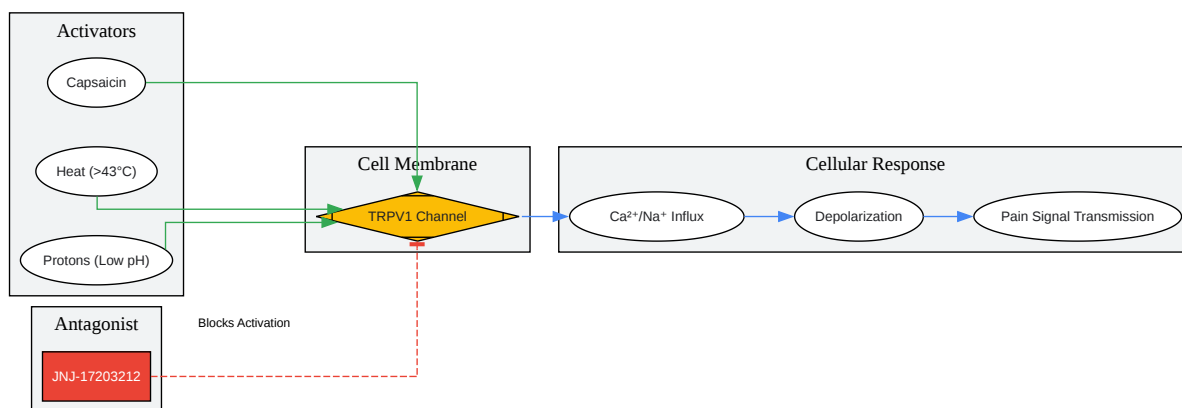 Activators
Capsaicin
Heat (>43°C)
Protons (Low pH)
Cell Membrane
TRPV1 Channel
Cellular Response
Ca²⁺/Na⁺ Influx
Depolarization
Pain Signal Transmission
Antagonist
JNJ-17203212
Blocks Activation